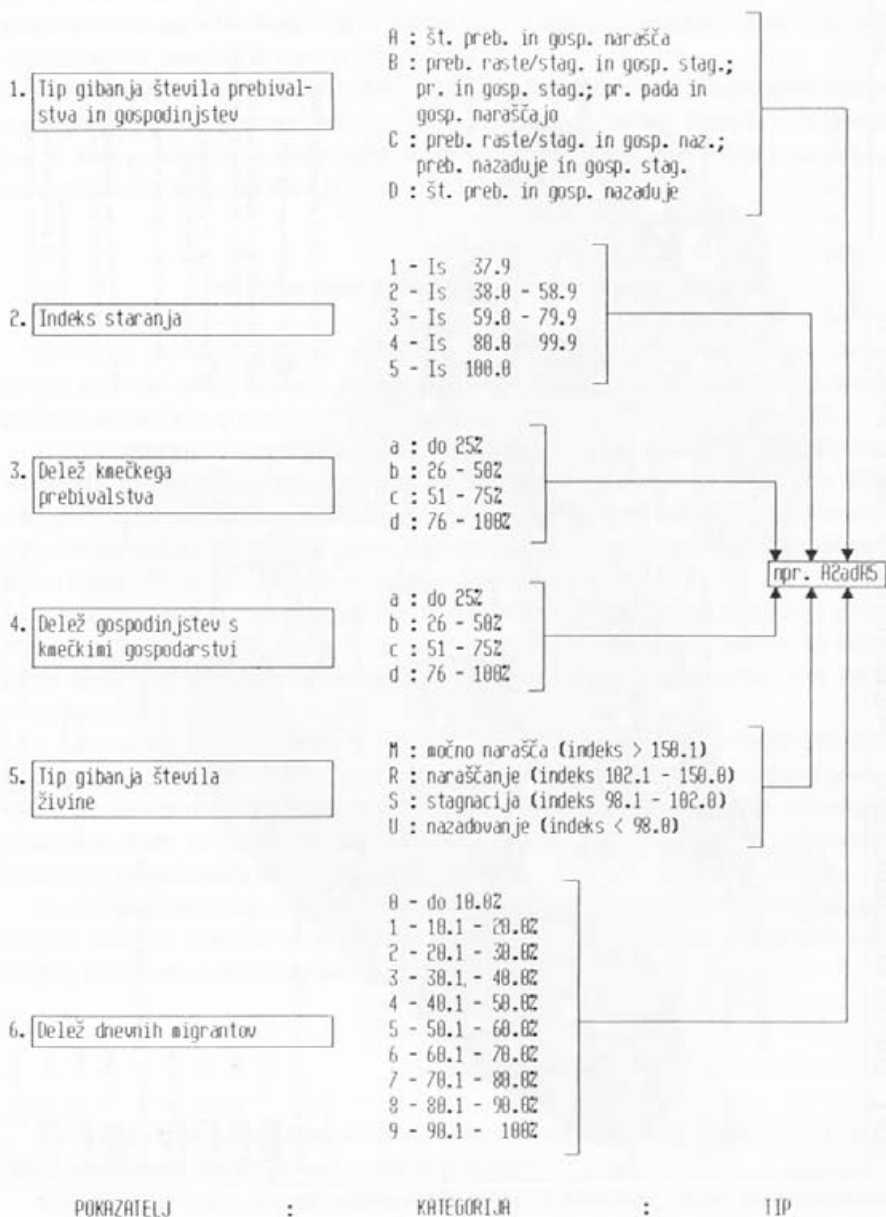 A : št. preb. in gosp. narašča
B : preb. raste/stag. in gosp. stag.;
pr. in gosp. stag.; pr. pada in
gosp. naraščajo
C : preb. raste/stag. in gosp. naz.;
preb. nazaduje in gosp. stag.
D : št. preb. in gosp. nazaduje
1. Tip gibanja števila prebival-
stva in gospodinjstev
1 - Is 37.9
2 - Is 38.0 - 58.9
3 - Is 59.0 - 79.9
4 - Is 80.0 99.9
5 - Is 100.0
2. Indeks staranja
a : do 25%
b : 26 - 50%
c : 51 - 75%
d : 76 - 100%
3. Delež kmečkega
prebivalstva
npr. A2adR5
a : do 25%
b : 26 - 50%
c : 51 - 75%
d : 76 - 100%
4. Delež gospodinjstev s
kmečkimi gospodarstvi
M : močno narašča (indeks > 150.1)
R : naraščanje (indeks 102.1 - 150.0)
S : stagnacija (indeks 98.1 - 102.0)
U : nazadovanje (indeks < 98.0)
5. Tip gibanja števila
živine
0 - do 10.0%
1 - 10.1 - 20.0%
2 - 20.1 - 30.0%
3 - 30.1, - 40.0%
4 - 40.1 - 50.0%
5 - 50.1 - 60.0%
6 - 60.1 - 70.0%
7 - 70.1 - 80.0%
8 - 80.1 - 90.0%
9 - 90.1 - 100%
6. Delež dnevnih migrantov
POKAZATELJ : KATEGORIJA : TIP